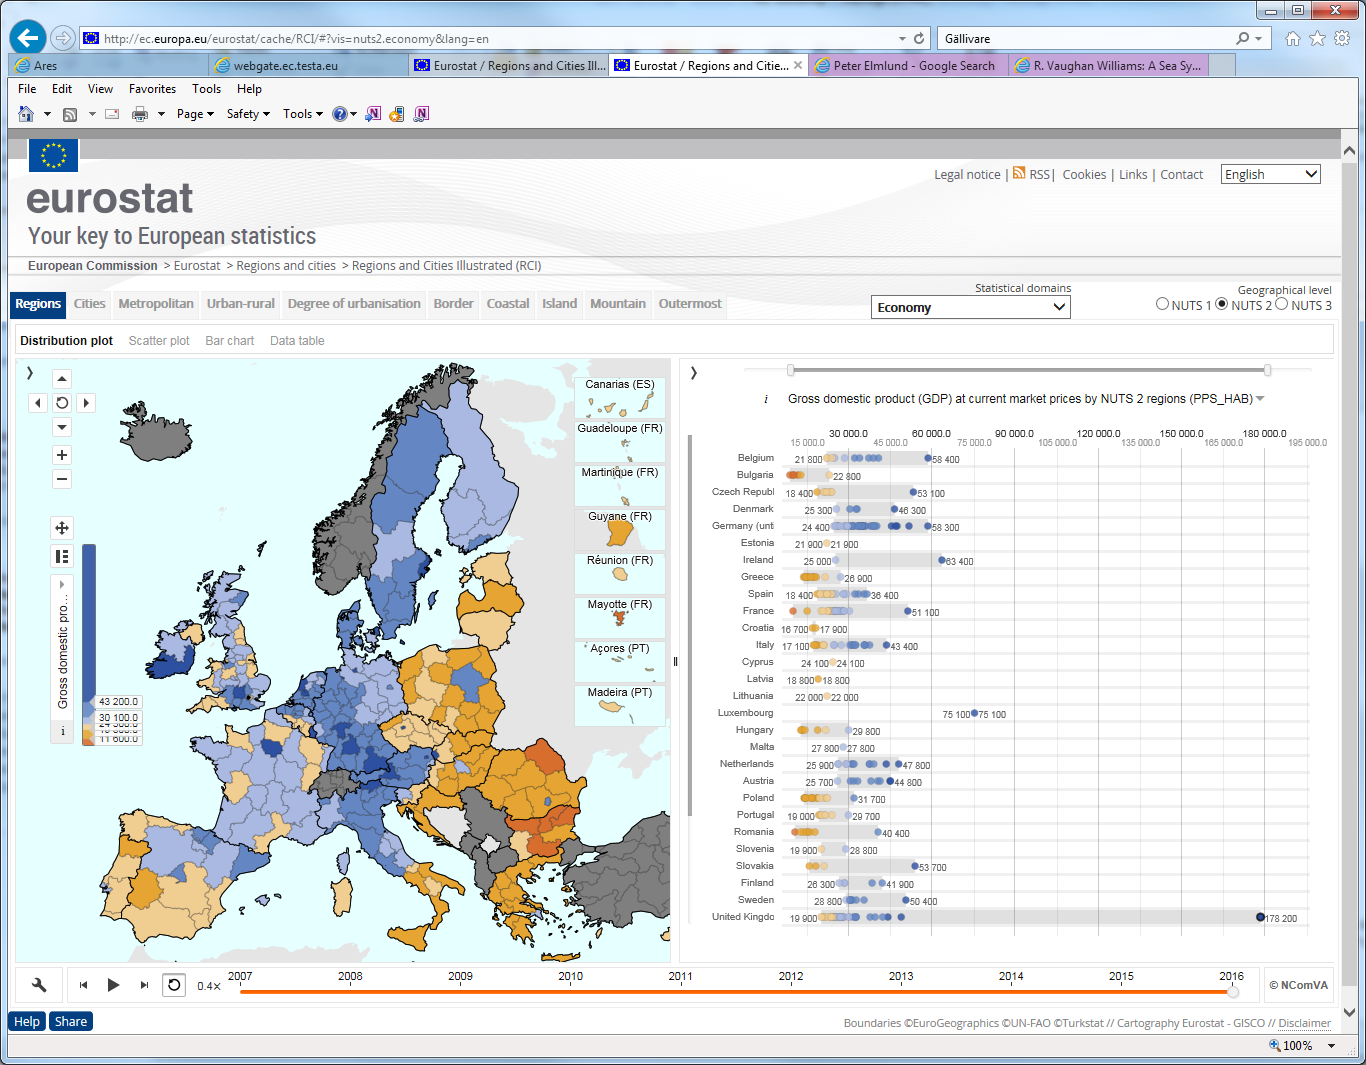 http://ec.europa.eu/eurostat/cache/RCI/#?vis=nuts2.economy&lang=en
Gällivare
Ares
webgate.ec.testa.eu
Eurostat / Regions and Cities Ill...
Eurostat / Regions and Citie...
Peter Elmlund - Google Search
R. Vaughan Williams: A Sea Sy...
File Edit View Favorites Tools Help
Page Safety Tools
Legal notice | RSS | Cookies | Links | Contact
English
eurostat
Your key to European statistics
European Commission > Eurostat > Regions and cities > Regions and Cities Illustrated (RCI)
Regions Cities Metropolitan Urban-rural Degree of urbanisation Border Coastal Island Mountain Outermost
Statistical domains
Economy
Geographical level
NUTS 1 NUTS 2 NUTS 3
Distribution plot Scatter plot Bar chart Data table
Canarias (ES)
Guadeloupe (FR)
Martinique (FR)
Guyane (FR)
Réunion (FR)
Mayotte (FR)
Açores (PT)
Madeira (PT)
Gross domestic pro...
i
43 200.0
30 100.0
11 600.0
i Gross domestic product (GDP) at current market prices by NUTS 2 regions (PPS_HAB)
15 000.0 30 000.0 45 000.0 60 000.0 75 000.0 90 000.0 105 000.0 120 000.0 135 000.0 150 000.0 165 000.0 180 000.0 195 000.0
Belgium 21 800 58 400
Bulgaria 22 800
Czech Republ 18 400 53 100
Denmark 25 300 46 300
Germany (unti 24 400 58 300
Estonia 21 900 21 900
Ireland 25 000 63 400
Greece 26 900
Spain 18 400 36 400
France 51 100
Croatia 16 700 17 900
Italy 17 100 43 400
Cyprus 24 100 24 100
Latvia 18 800 18 800
Lithuania 22 000 22 000
Luxembourg 75 100 75 100
Hungary 29 800
Malta 27 800 27 800
Netherlands 25 900 47 800
Austria 25 700 44 800
Poland 31 700
Portugal 19 000 29 700
Romania 40 400
Slovenia 19 900 28 800
Slovakia 53 700
Finland 26 300 41 900
Sweden 28 800 50 400
United Kingdo 19 900 178 200
0.4×
2007 2008 2009 2010 2011 2012 2013 2014 2015 2016
© NComVA
Help Share
Boundaries ©EuroGeographics ©UN-FAO ©Turkstat // Cartography Eurostat - GISCO // Disclaimer
100%